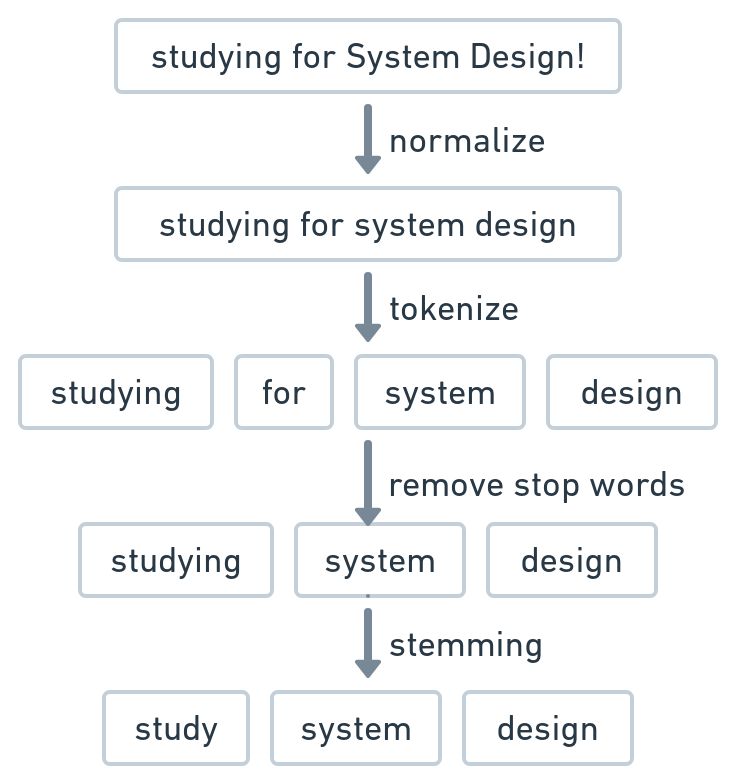 studying for System Design!
normalize
studying for system design
tokenize
studying for system design
remove stop words
studying system design
stemming
study system design